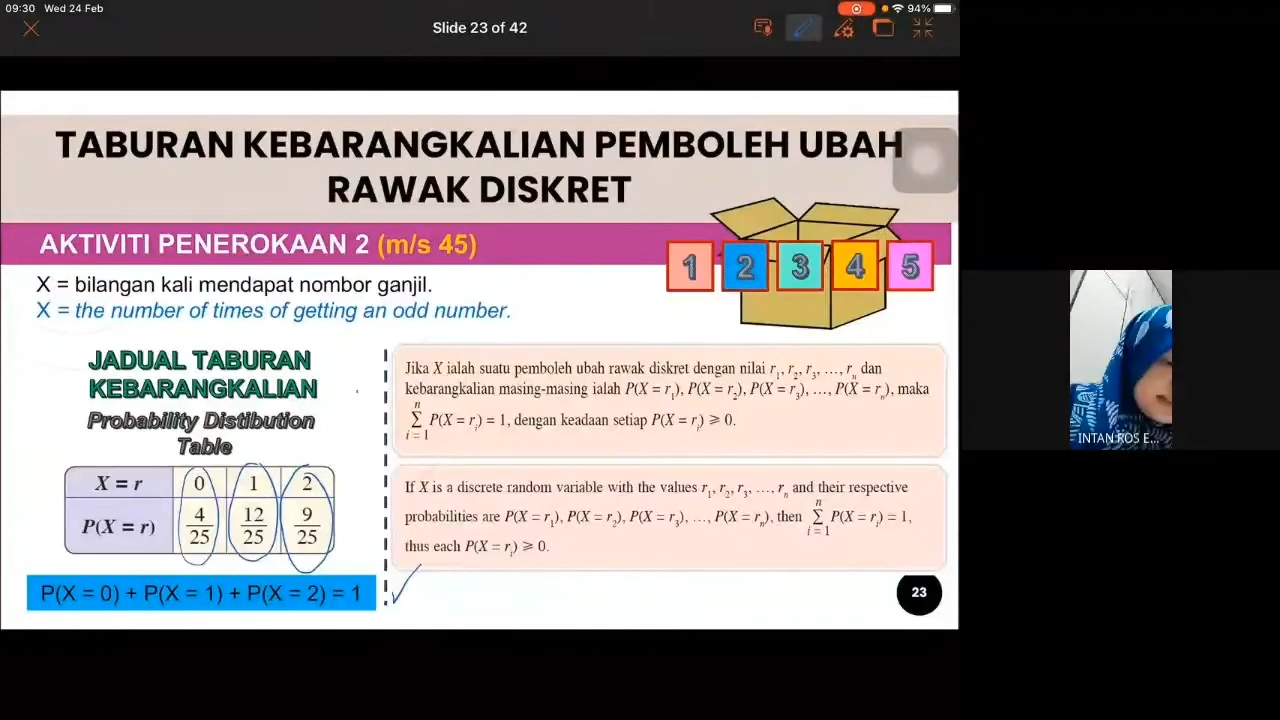 09:30 Wed 24 Feb
94%
Slide 23 of 42
TABURAN KEBARANGKALIAN PEMBOLEH UBAH
RAWAK DISKRET
AKTIVITI PENEROKAAN 2 (m/s 45)
1 2 3 4 5
X = bilangan kali mendapat nombor ganjil.
X = the number of times of getting an odd number.
JADUAL TABURAN
KEBARANGKALIAN
Probability Distibution
Table
X = r 0 1 2
P(X = r) 4/25 12/25 9/25
P(X = 0) + P(X = 1) + P(X = 2) = 1
Jika X ialah suatu pemboleh ubah rawak diskret dengan nilai r₁, r₂, r₃, …, rₙ dan
kebarangkalian masing-masing ialah P(X = r₁), P(X = r₂), P(X = r₃), …, P(X = rₙ), maka
n
∑ P(X = rᵢ) = 1, dengan keadaan setiap P(X = rᵢ) ⩾ 0.
i = 1
If X is a discrete random variable with the values r₁, r₂, r₃, …, rₙ and their respective
n
probabilities are P(X = r₁), P(X = r₂), P(X = r₃), …, P(X = rₙ), then ∑ P(X = rᵢ) = 1,
i = 1
thus each P(X = rᵢ) ⩾ 0.
23
INTAN ROS E...